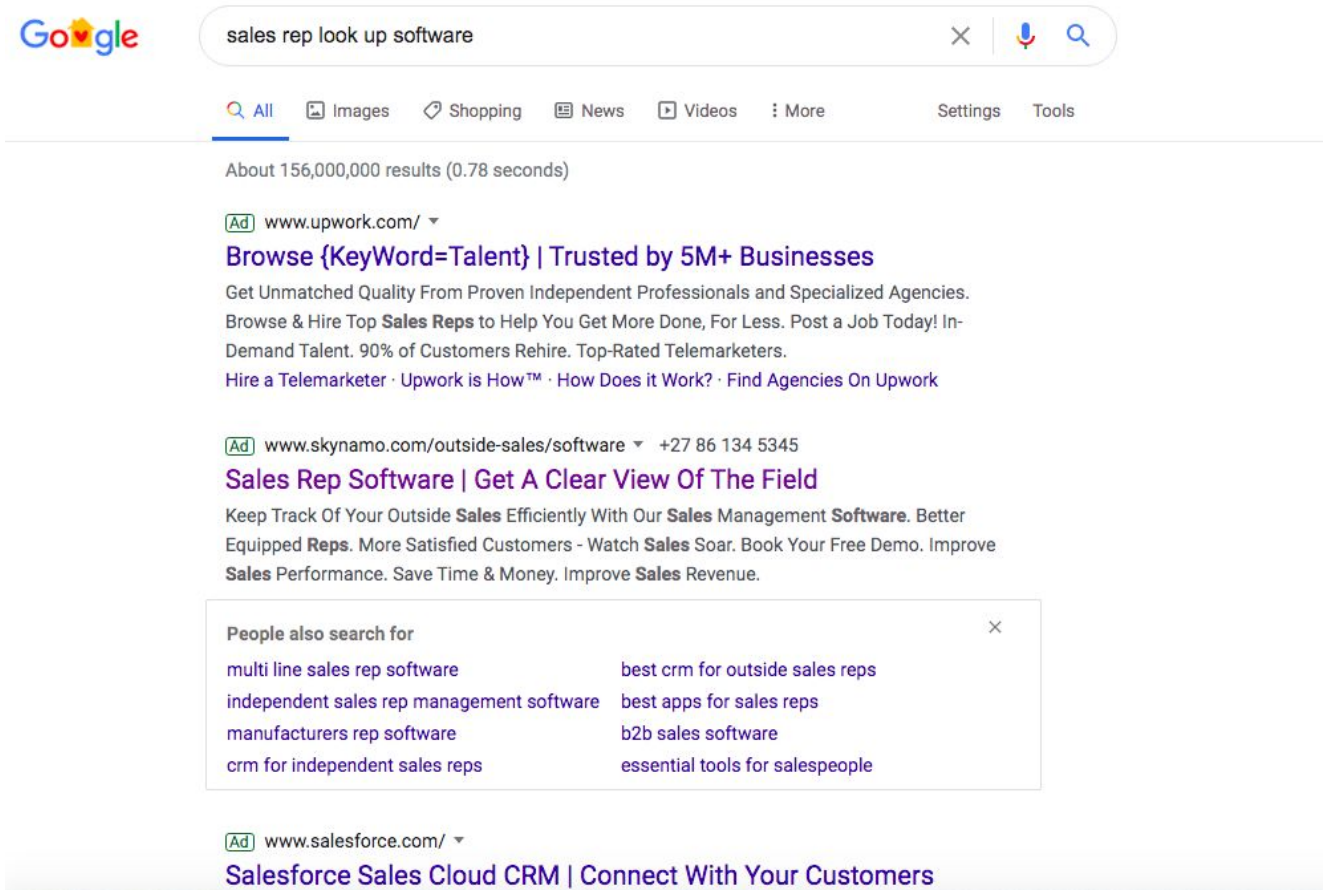 Google
sales rep look up software
All Images Shopping News Videos More Settings Tools
About 156,000,000 results (0.78 seconds)
Ad www.upwork.com/
Browse {KeyWord=Talent} | Trusted by 5M+ Businesses
Get Unmatched Quality From Proven Independent Professionals and Specialized Agencies.
Browse & Hire Top Sales Reps to Help You Get More Done, For Less. Post a Job Today! In-
Demand Talent. 90% of Customers Rehire. Top-Rated Telemarketers.
Hire a Telemarketer · Upwork is How™ · How Does it Work? · Find Agencies On Upwork
Ad www.skynamo.com/outside-sales/software +27 86 134 5345
Sales Rep Software | Get A Clear View Of The Field
Keep Track Of Your Outside Sales Efficiently With Our Sales Management Software. Better
Equipped Reps. More Satisfied Customers - Watch Sales Soar. Book Your Free Demo. Improve
Sales Performance. Save Time & Money. Improve Sales Revenue.
People also search for
multi line sales rep software best crm for outside sales reps
independent sales rep management software best apps for sales reps
manufacturers rep software b2b sales software
crm for independent sales reps essential tools for salespeople
Ad www.salesforce.com/
Salesforce Sales Cloud CRM | Connect With Your Customers